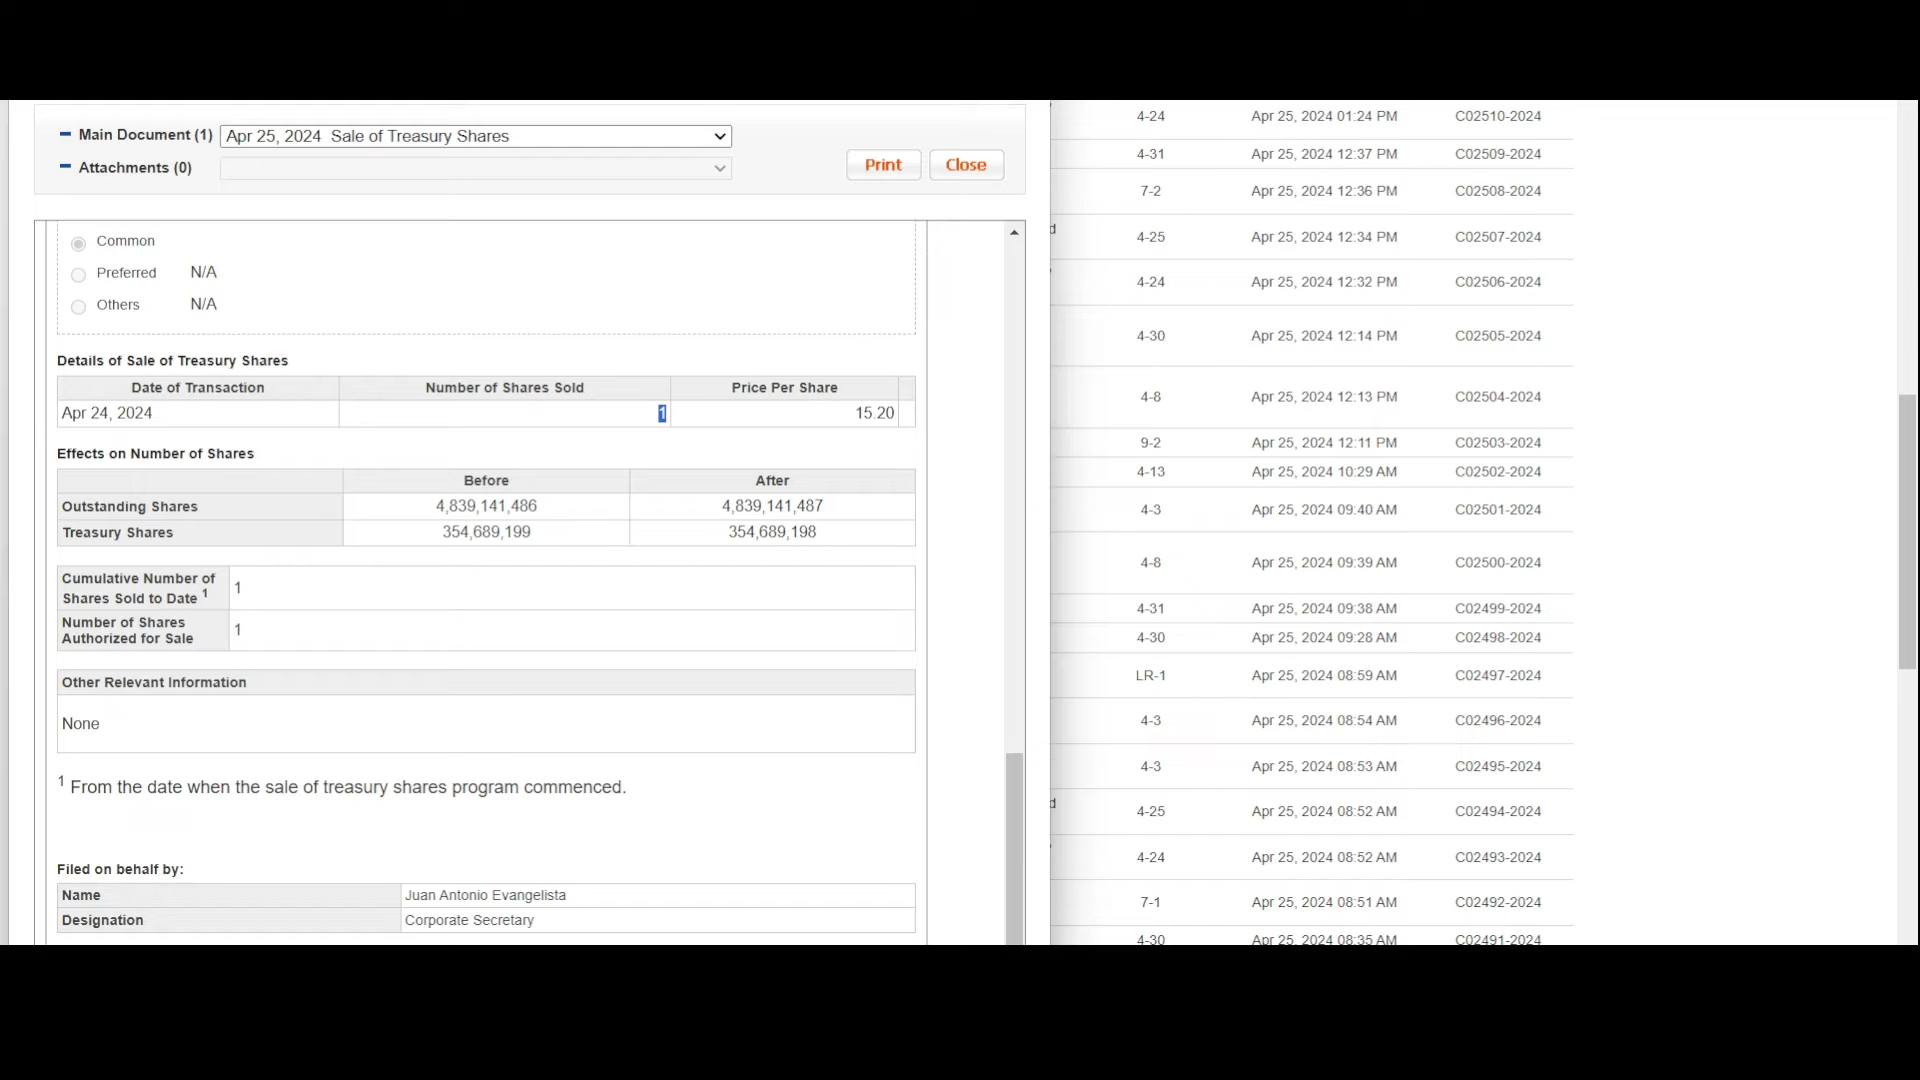 Main Document (1) Apr 25, 2024 Sale of Treasury Shares
Attachments (0)
Print Close
Common
Preferred N/A
Others N/A
Details of Sale of Treasury Shares
Date of Transaction Number of Shares Sold Price Per Share
Apr 24, 2024 1 15.20
Effects on Number of Shares
Before After
Outstanding Shares 4,839,141,486 4,839,141,487
Treasury Shares 354,689,199 354,689,198
Cumulative Number of
Shares Sold to Date 1 1
Number of Shares
Authorized for Sale 1
Other Relevant Information
None
1 From the date when the sale of treasury shares program commenced.
Filed on behalf by:
Name Juan Antonio Evangelista
Designation Corporate Secretary
4-24 Apr 25, 2024 01:24 PM C02510-2024
4-31 Apr 25, 2024 12:37 PM C02509-2024
7-2 Apr 25, 2024 12:36 PM C02508-2024
d 4-25 Apr 25, 2024 12:34 PM C02507-2024
4-24 Apr 25, 2024 12:32 PM C02506-2024
4-30 Apr 25, 2024 12:14 PM C02505-2024
4-8 Apr 25, 2024 12:13 PM C02504-2024
9-2 Apr 25, 2024 12:11 PM C02503-2024
4-13 Apr 25, 2024 10:29 AM C02502-2024
4-3 Apr 25, 2024 09:40 AM C02501-2024
4-8 Apr 25, 2024 09:39 AM C02500-2024
4-31 Apr 25, 2024 09:38 AM C02499-2024
4-30 Apr 25, 2024 09:28 AM C02498-2024
LR-1 Apr 25, 2024 08:59 AM C02497-2024
4-3 Apr 25, 2024 08:54 AM C02496-2024
4-3 Apr 25, 2024 08:53 AM C02495-2024
d 4-25 Apr 25, 2024 08:52 AM C02494-2024
4-24 Apr 25, 2024 08:52 AM C02493-2024
7-1 Apr 25, 2024 08:51 AM C02492-2024
4-30 Apr 25, 2024 08:35 AM C02491-2024